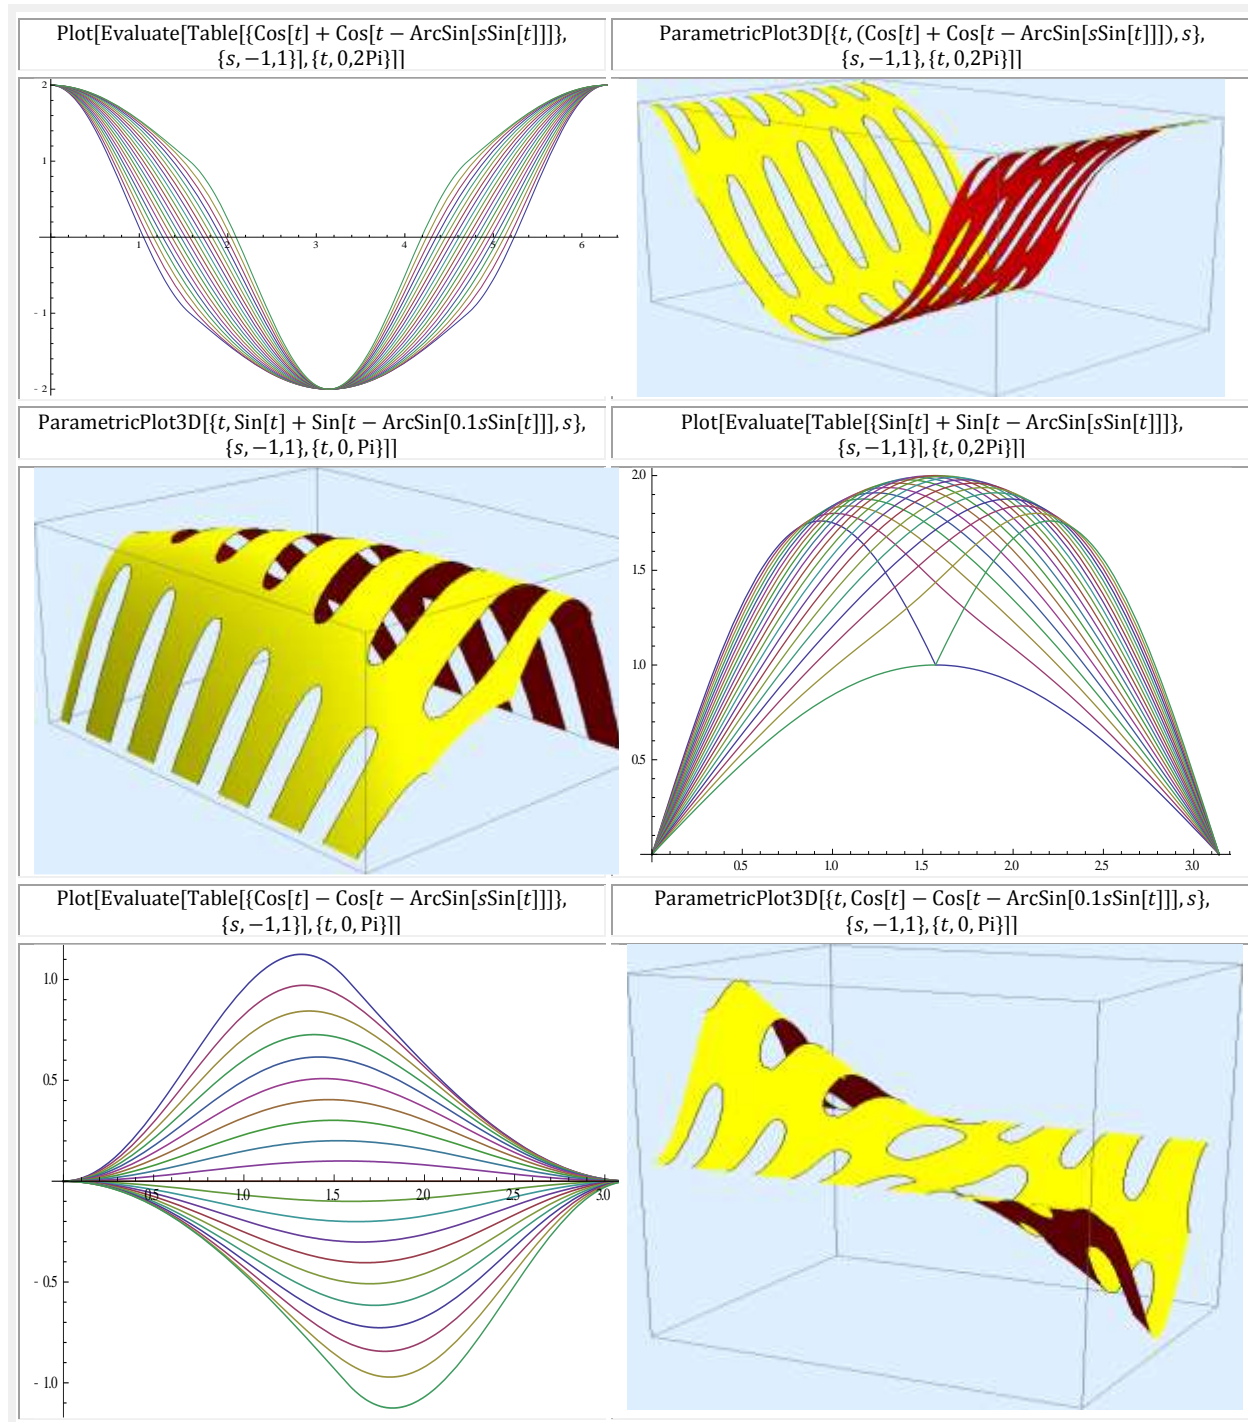 Plot[Evaluate[Table[{Cos[t] + Cos[t − ArcSin[sSin[t]]]},
{s, −1,1}], {t, 0,2Pi}]]
ParametricPlot3D[{t, (Cos[t] + Cos[t − ArcSin[sSin[t]]]), s},
{s, −1,1}, {t, 0,2Pi}]]
2
1
1
2
3
4
5
6
- 1
- 2
ParametricPlot3D[{t, Sin[t] + Sin[t − ArcSin[0.1sSin[t]]], s},
{s, −1,1}, {t, 0, Pi}]]
Plot[Evaluate[Table[{Sin[t] + Sin[t − ArcSin[sSin[t]]]},
{s, −1,1}], {t, 0,2Pi}]]
2.0
1.5
1.0
0.5
0.5
1.0
1.5
2.0
2.5
3.0
Plot[Evaluate[Table[{Cos[t] − Cos[t − ArcSin[sSin[t]]]},
{s, −1,1}], {t, 0, Pi}]]
ParametricPlot3D[{t, Cos[t] − Cos[t − ArcSin[0.1sSin[t]]], s},
{s, −1,1}, {t, 0, Pi}]]
1.0
0.5
0.5
1.0
1.5
2.0
2.5
3.0
- 0.5
- 1.0